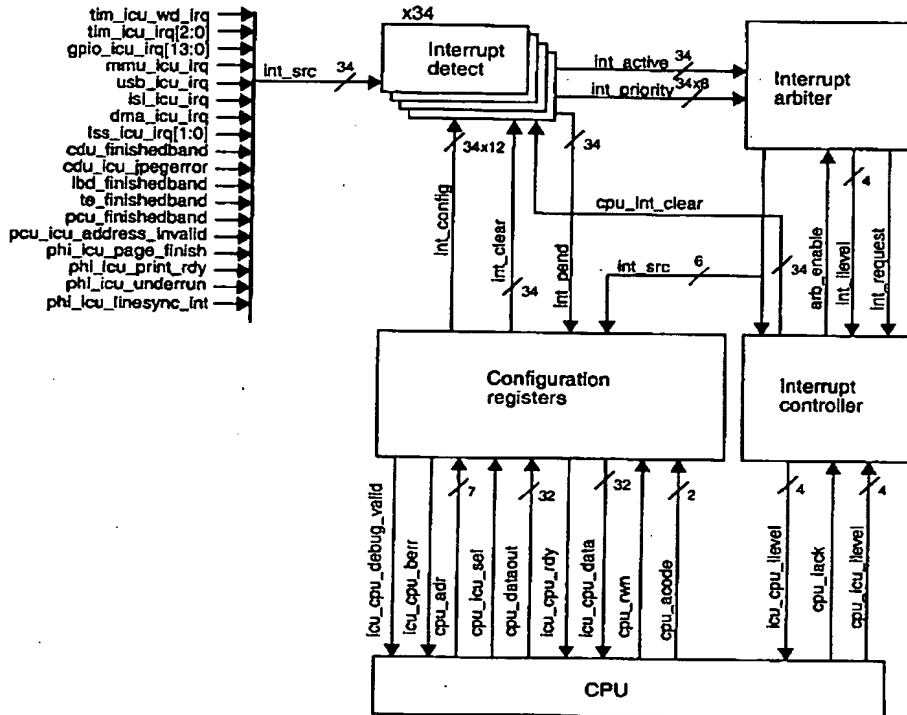 tim_icu_wd_irq
tim_icu_irq[2:0]
gpio_icu_irq[13:0]
mmu_icu_irq
usb_icu_irq
isi_icu_irq
dma_icu_irq
lss_icu_irq[1:0]
cdu_finishedband
cdu_icu_jpegerror
lbd_finishedband
te_finishedband
pcu_finishedband
pcu_icu_address_invalid
phi_icu_page_finish
phi_icu_print_rdy
phi_icu_underrun
phi_icu_linesync_int
int_src
34
x34
Interrupt
detect
int_active
34
int_priority
34x8
Interrupt
arbiter
34x12
34
int_config
int_clear
34
int_pend
cpu_int_clear
int_src
6
34
arb_enable
4
int_ilevel
int_request
Configuration
registers
Interrupt
controller
icu_cpu_debug_valid
icu_cpu_berr
cpu_adr
7
cpu_icu_sel
cpu_dataout
32
icu_cpu_rdy
icu_cpu_data
32
cpu_rwn
cpu_acode
2
icu_cpu_ilevel
4
cpu_iack
cpu_icu_ilevel
4
CPU